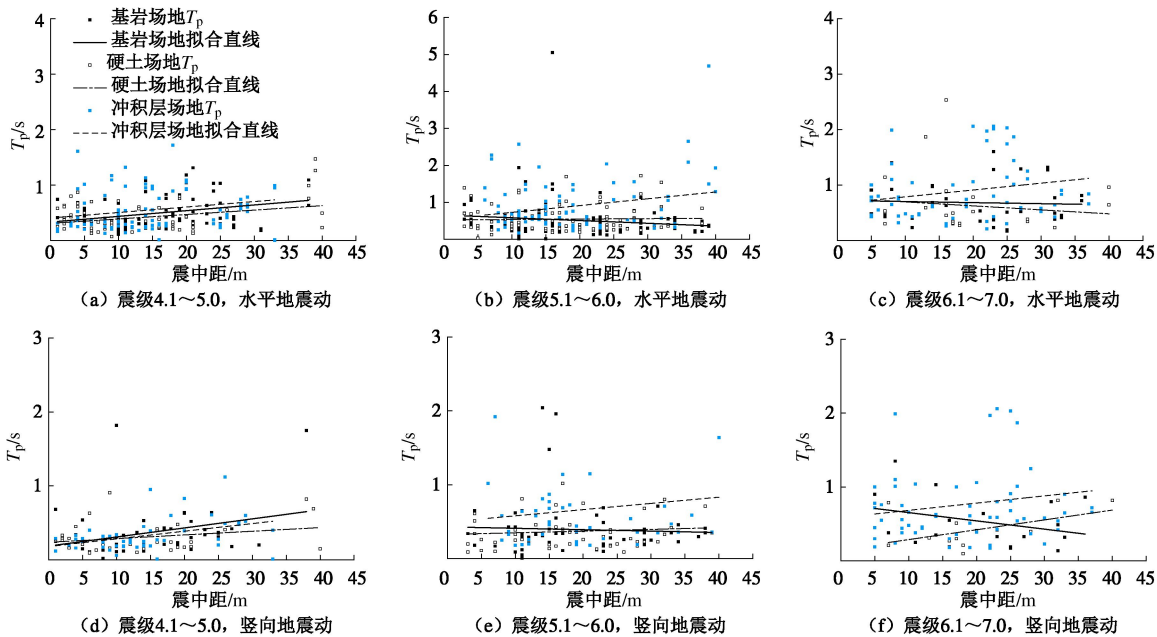 4
3
2
1
Tp/s
基岩场地Tp
基岩场地拟合直线
硬土场地Tp
硬土场地拟合直线
冲积层场地Tp
冲积层场地拟合直线
0 5 10 15 20 25 30 35 40 45
震中距/m
(a) 震级4.1~5.0, 水平地震动
6
5
4
3
2
1
Tp/s
0 5 10 15 20 25 30 35 40 45
震中距/m
(b) 震级5.1~6.0, 水平地震动
4
3
2
1
Tp/s
0 5 10 15 20 25 30 35 40 45
震中距/m
(c) 震级6.1~7.0, 水平地震动
3
2
1
Tp/s
0 5 10 15 20 25 30 35 40 45
震中距/m
(d) 震级4.1~5.0, 竖向地震动
3
2
1
Tp/s
0 5 10 15 20 25 30 35 40 45
震中距/m
(e) 震级5.1~6.0, 竖向地震动
3
2
1
Tp/s
0 5 10 15 20 25 30 35 40 45
震中距/m
(f) 震级6.1~7.0, 竖向地震动